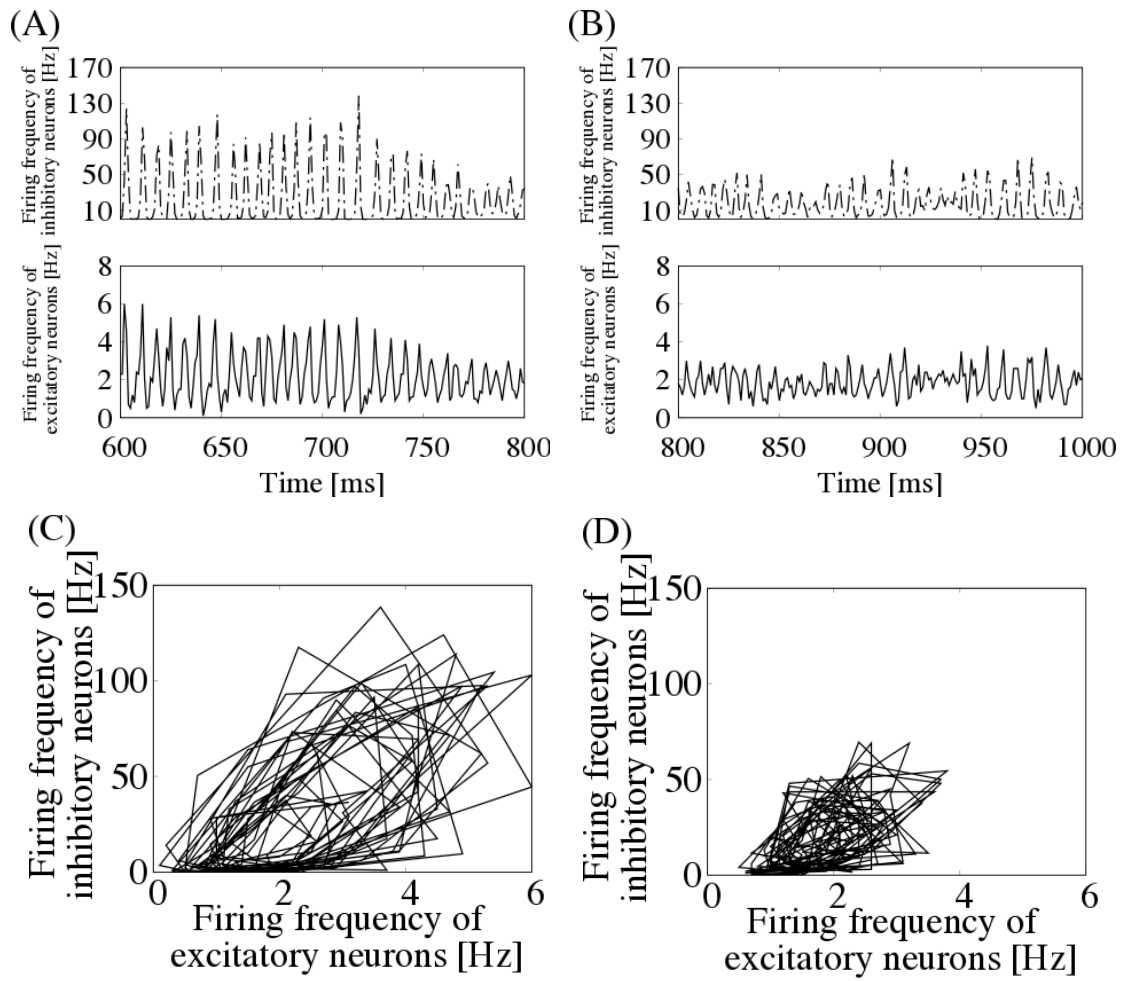 (A)
Firing frequency of
inhibitory neurons [Hz]
170
130
90
50
10
Firing frequency of
excitatory neurons [Hz]
8
6
4
2
0
600 650 700 750 800
Time [ms]
(B)
Firing frequency of
inhibitory neurons [Hz]
170
130
90
50
10
Firing frequency of
excitatory neurons [Hz]
8
6
4
2
0
800 850 900 950 1000
Time [ms]
(C)
Firing frequency of
inhibitory neurons [Hz]
150
100
50
0
0 2 4 6
Firing frequency of
excitatory neurons [Hz]
(D)
Firing frequency of
inhibitory neurons [Hz]
150
100
50
0
0 2 4 6
Firing frequency of
excitatory neurons [Hz]